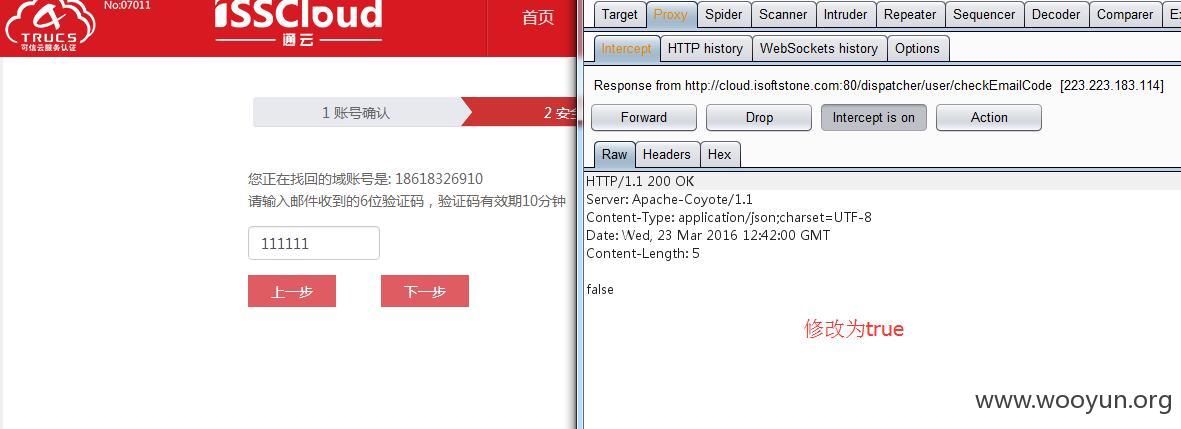 No:07011
TRUCS
可信云服务认证
iSSCloud
通云
首页
1 账号确认
2 安全
您正在找回的域账号是: 18618326910
请输入邮件收到的6位验证码，验证码有效期10分钟
111111
上一步
下一步
Target
Proxy
Spider
Scanner
Intruder
Repeater
Sequencer
Decoder
Comparer
Ex
Intercept
HTTP history
WebSockets history
Options
Response from http://cloud.isoftstone.com:80/dispatcher/user/checkEmailCode [223.223.183.114]
Forward
Drop
Intercept is on
Action
Raw
Headers
Hex
HTTP/1.1 200 OK
Server: Apache-Coyote/1.1
Content-Type: application/json;charset=UTF-8
Date: Wed, 23 Mar 2016 12:42:00 GMT
Content-Length: 5
false
修改为true
www.wooyun.org